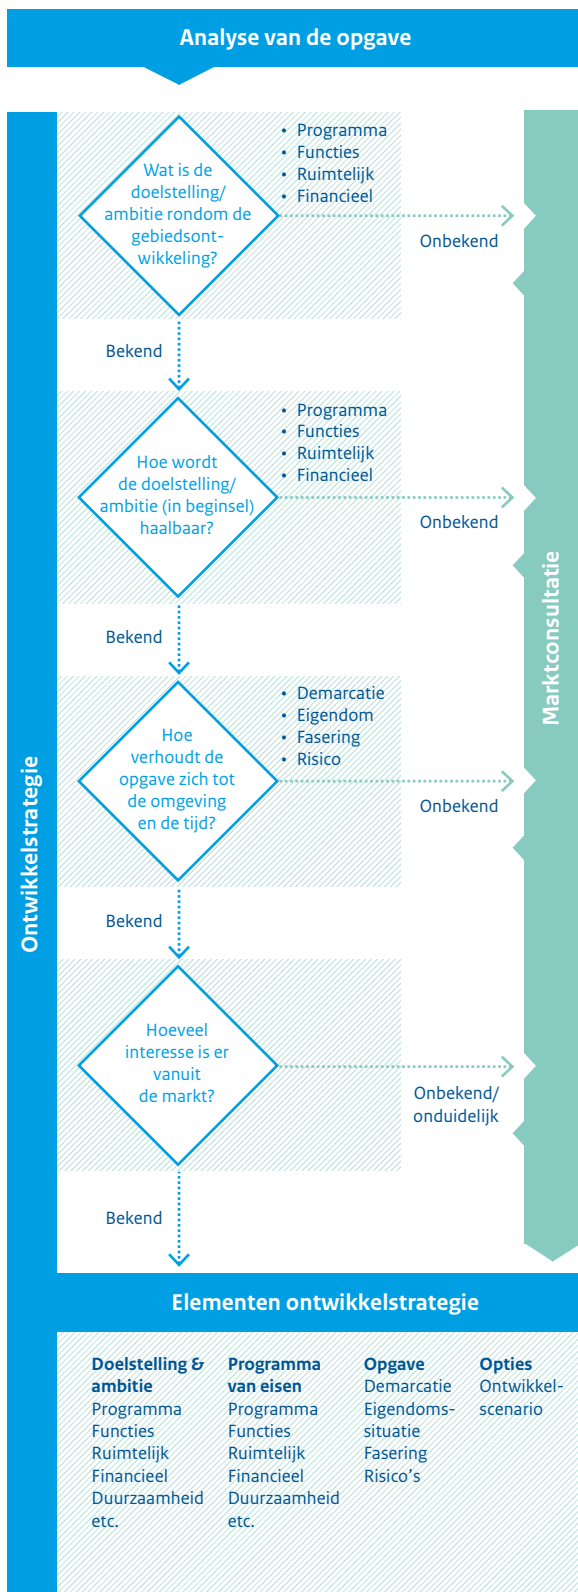 Analyse van de opgave
Wat is de
doelstelling/
ambitie rondom de
gebiedsont-
wikkeling?
• Programma
• Functies
• Ruimtelijk
• Financieel
Onbekend
Bekend
Hoe wordt
de doelstelling/
ambitie (in beginsel)
haalbaar?
• Programma
• Functies
• Ruimtelijk
• Financieel
Onbekend
Bekend
Hoe
verhoudt de
opgave zich tot
de omgeving
en de tijd?
• Demarcatie
• Eigendom
• Fasering
• Risico
Onbekend
Bekend
Hoeveel
interesse is er
vanuit
de markt?
Onbekend/
onduidelijk
Bekend
Ontwikkelstrategie
Marktconsultatie
Elementen ontwikkelstrategie
Doelstelling &
ambitie
Programma
Functies
Ruimtelijk
Financieel
Duurzaamheid
etc.
Programma
van eisen
Programma
Functies
Ruimtelijk
Financieel
Duurzaamheid
etc.
Opgave
Demarcatie
Eigendoms-
situatie
Fasering
Risico's
Opties
Ontwikkel-
scenario